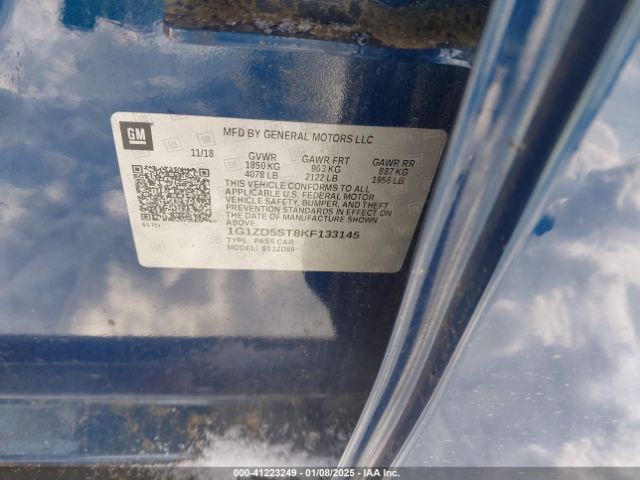 GM
MFD BY GENERAL MOTORS LLC
11/18 GVWR GAWR FRT GAWR RR
1850 KG 963 KG 887 KG
4078 LB 2122 LB 1956 LB
THIS VEHICLE CONFORMS TO ALL
APPLICABLE U.S. FEDERAL MOTOR
VEHICLE SAFETY, BUMPER, AND THEFT
PREVENTION STANDARDS IN EFFECT ON
THE DATE OF MANUFACTURE SHOWN
ABOVE.
1G1ZD5ST8KF133145
TYPE: PASS CAR
MODEL:
000-41223249 - 01/08/2025 - IAA Inc.